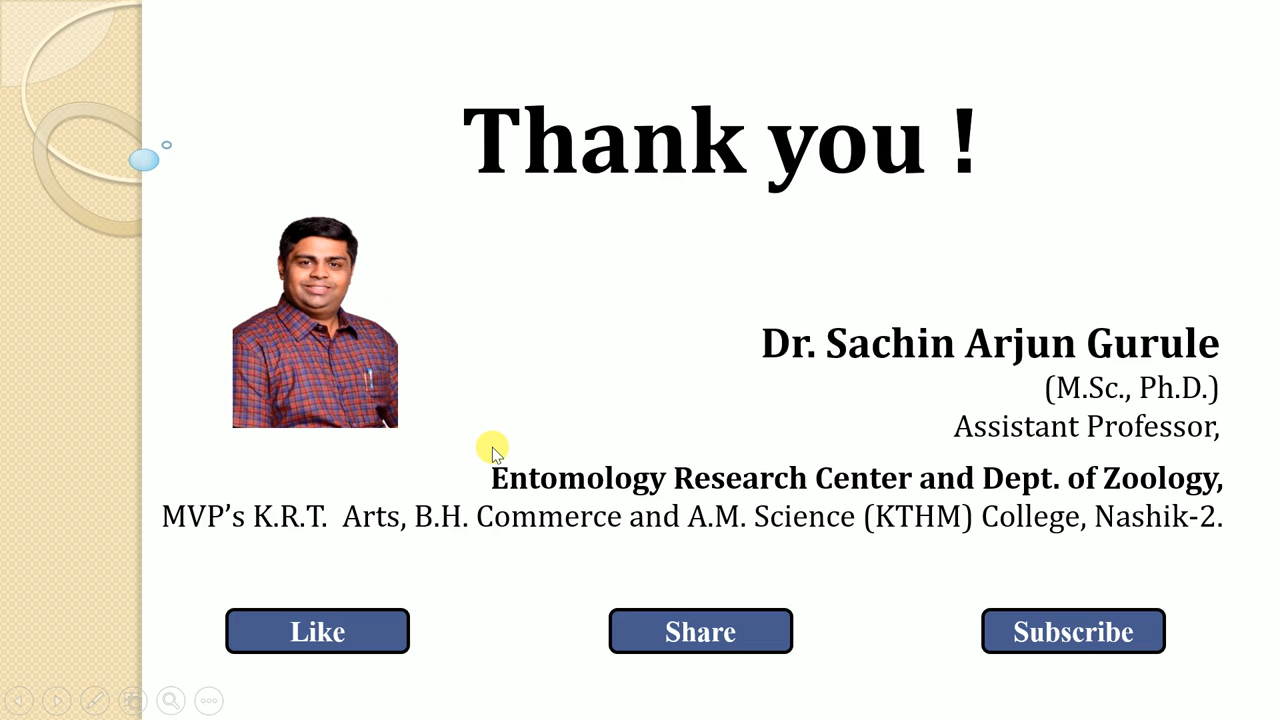 Thank you !
Dr. Sachin Arjun Gurule
(M.Sc., Ph.D.)
Assistant Professor,
Entomology Research Center and Dept. of Zoology,
MVP’s K.R.T. Arts, B.H. Commerce and A.M. Science (KTHM) College, Nashik-2.
Like
Share
Subscribe